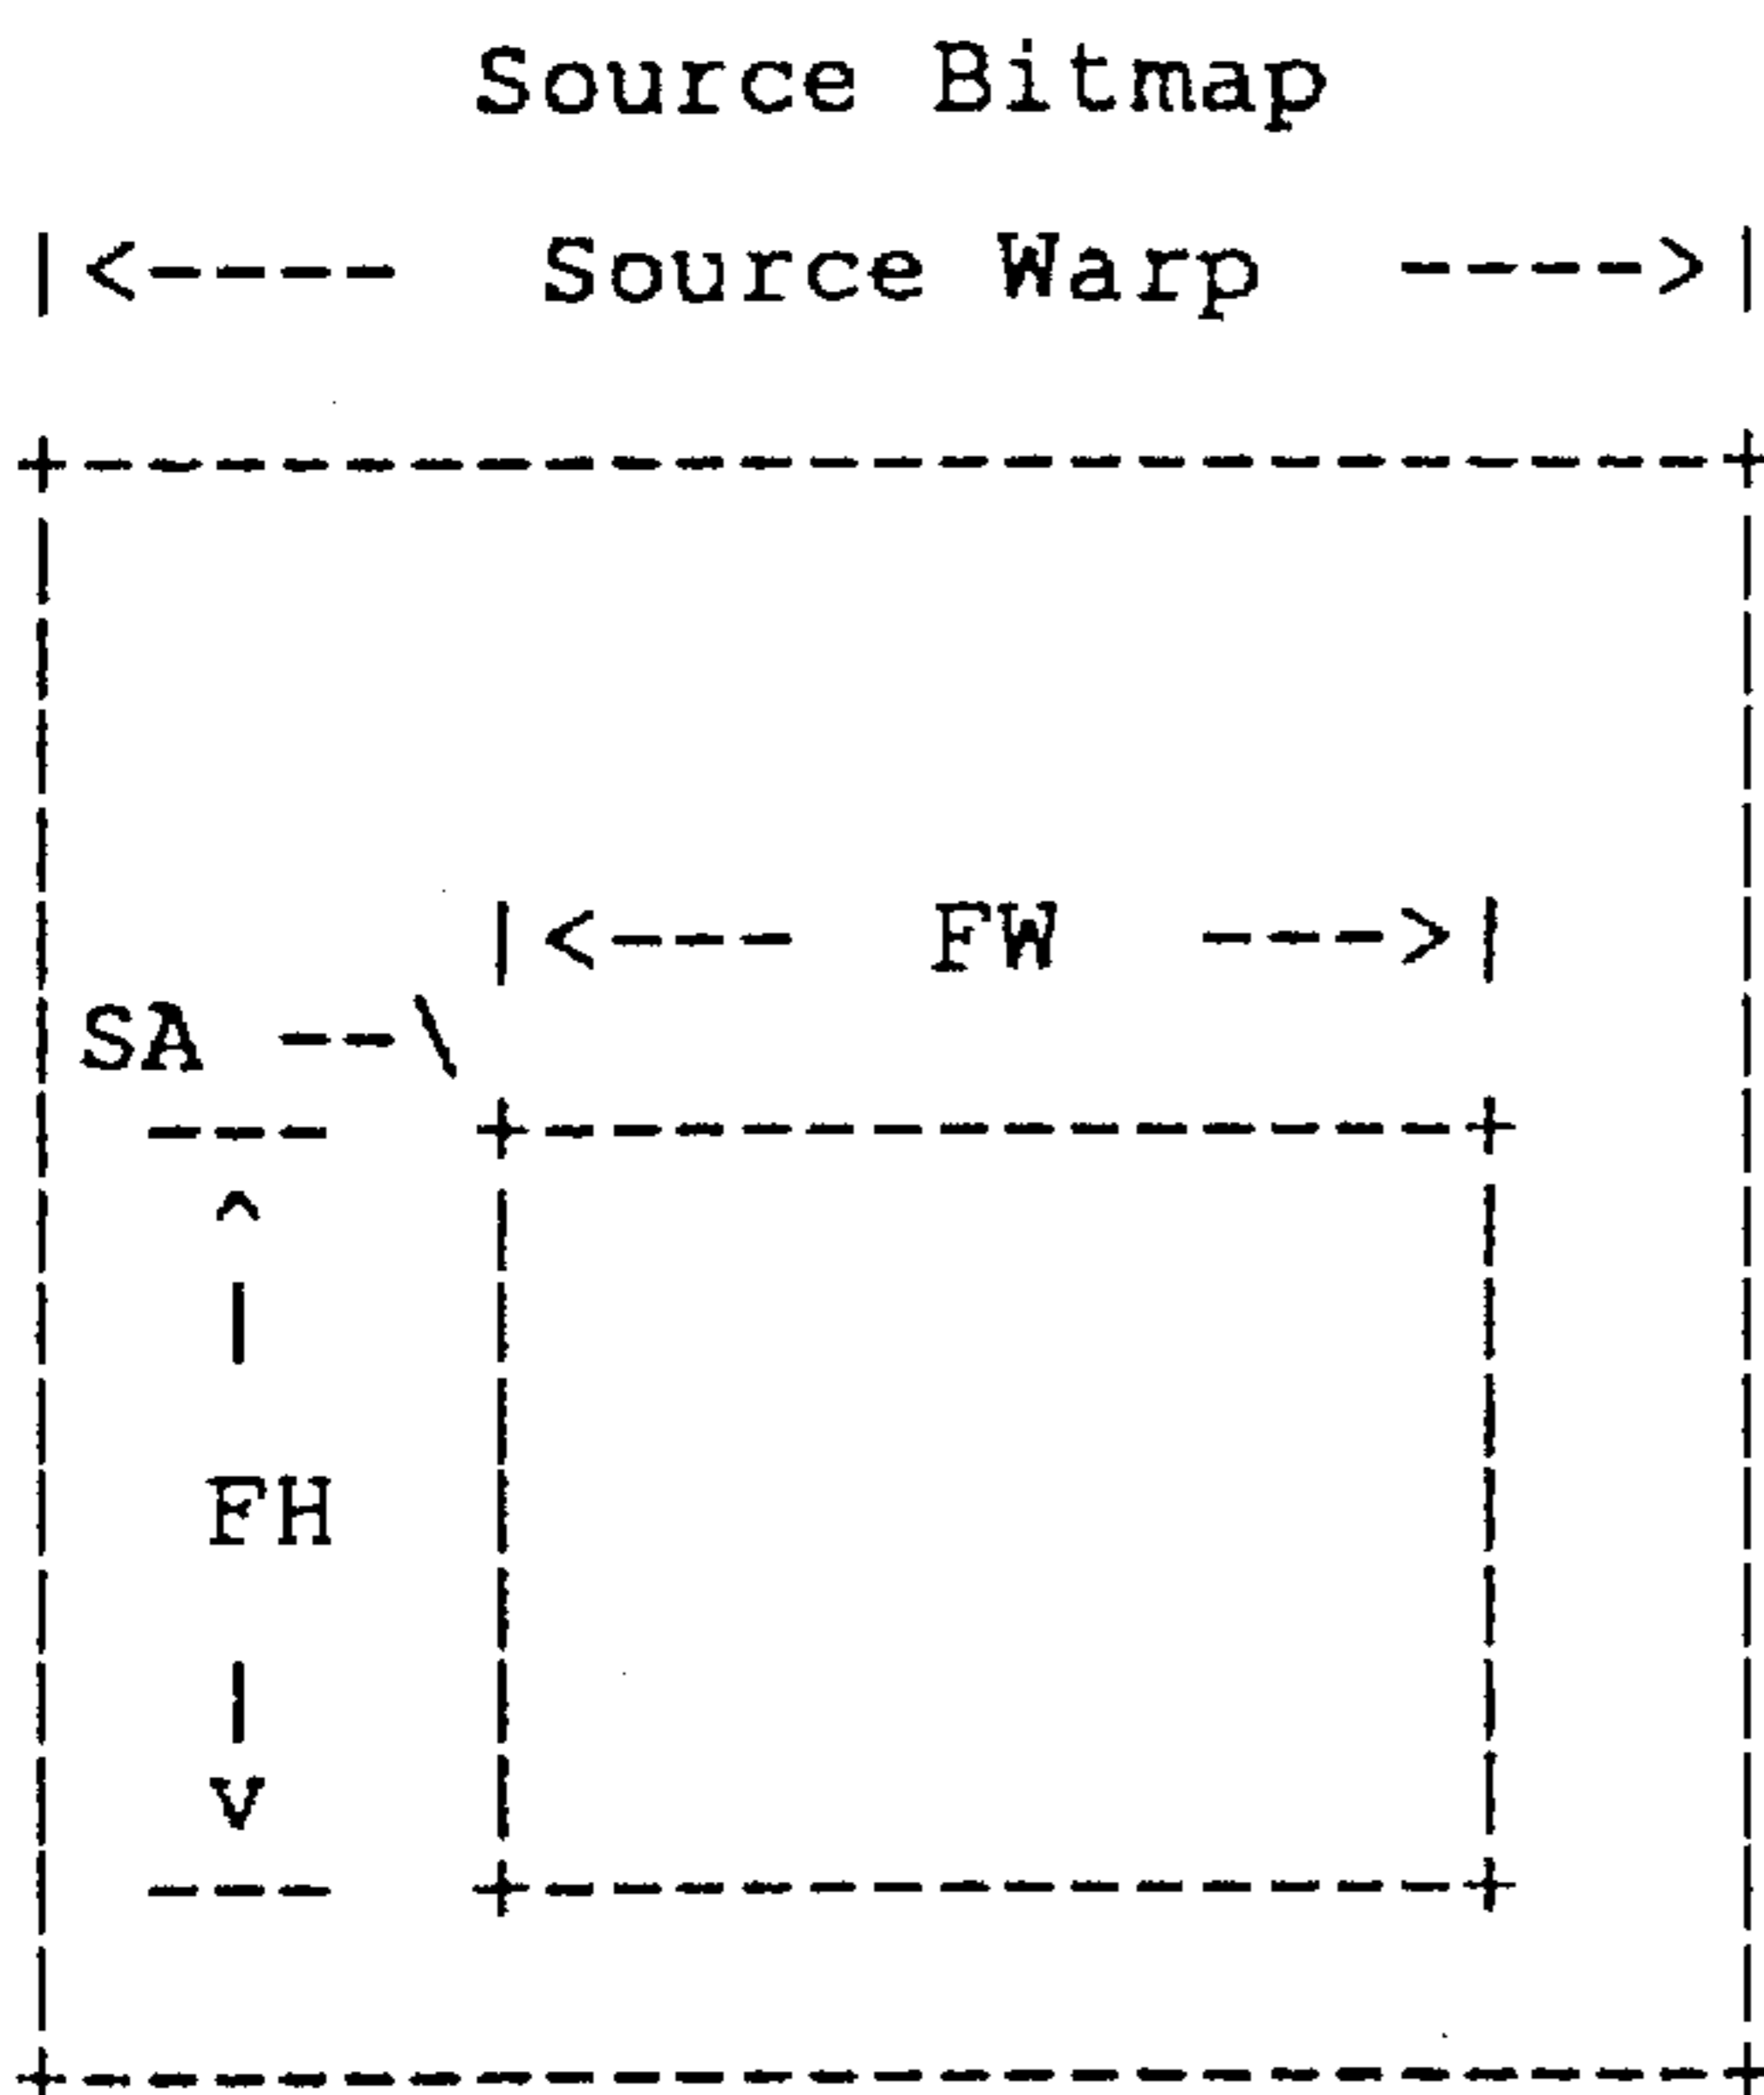 Source Bitmap
|<---- Source Warp ---->|
|<--- FW --->|
SA --\
FH